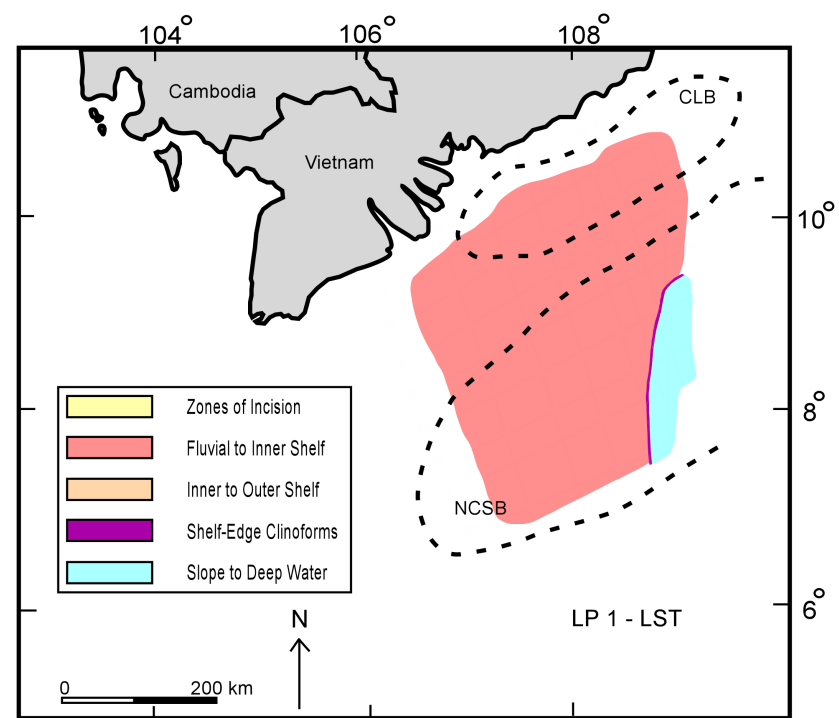 104° 106° 108°
Cambodia
CLB
Vietnam
10°
8°
Zones of Incision
Fluvial to Inner Shelf
Inner to Outer Shelf
Shelf-Edge Clinoforms
Slope to Deep Water
NCSB
6°
N
LP 1 - LST
0 200 km